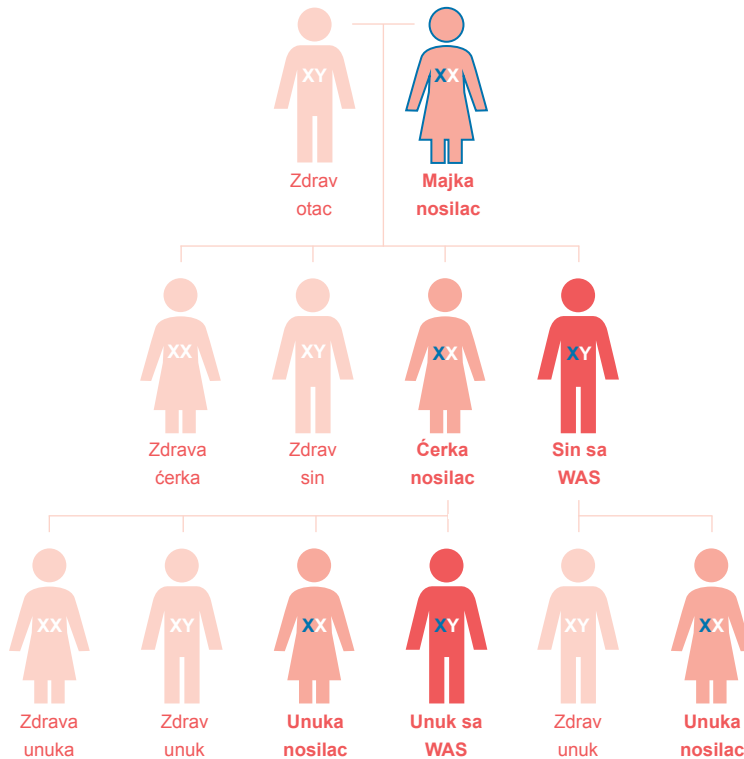 XY XX
Zdrav Majka
otac nosilac
XX XY XX XY
Zdrava Zdrav Ćerka Sin sa
ćerka sin nosilac WAS
XX XY XX XY XY XX
Zdrava Zdrav Unuka Unuk sa Zdrav Unuka
unuka unuk nosilac WAS unuk nosilac